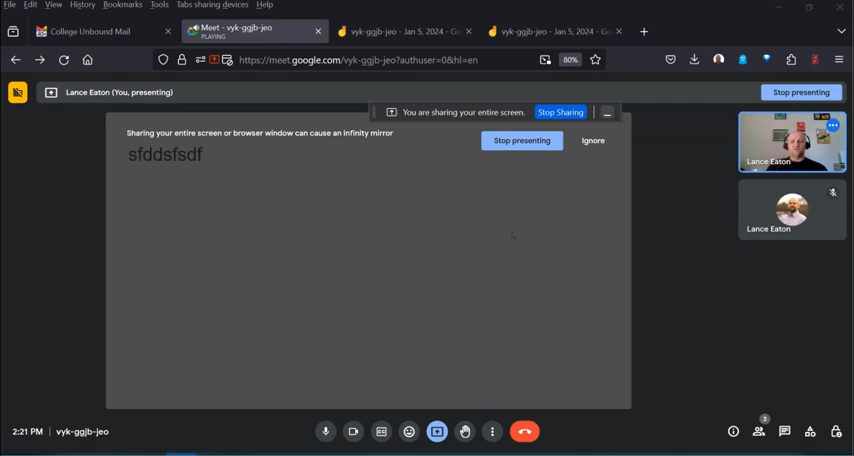 File Edit View History Bookmarks Tools Tabs sharing devices Help
College Unbound Mail
Meet - vyk-ggjb-jeo
PLAYING
vyk-ggjb-jeo - Jan 5, 2024 - Go
vyk-ggjb-jeo - Jan 5, 2024 - Go
https://meet.google.com/vyk-ggjb-jeo?authuser=0&hl=en
80%
Lance Eaton (You, presenting)
Stop presenting
You are sharing your entire screen.
Stop Sharing
Sharing your entire screen or browser window can cause an infinity mirror
Stop presenting
Ignore
sfddsfsdf
Lance Eaton
Lance Eaton
3
2:21 PM | vyk-ggjb-jeo
CC